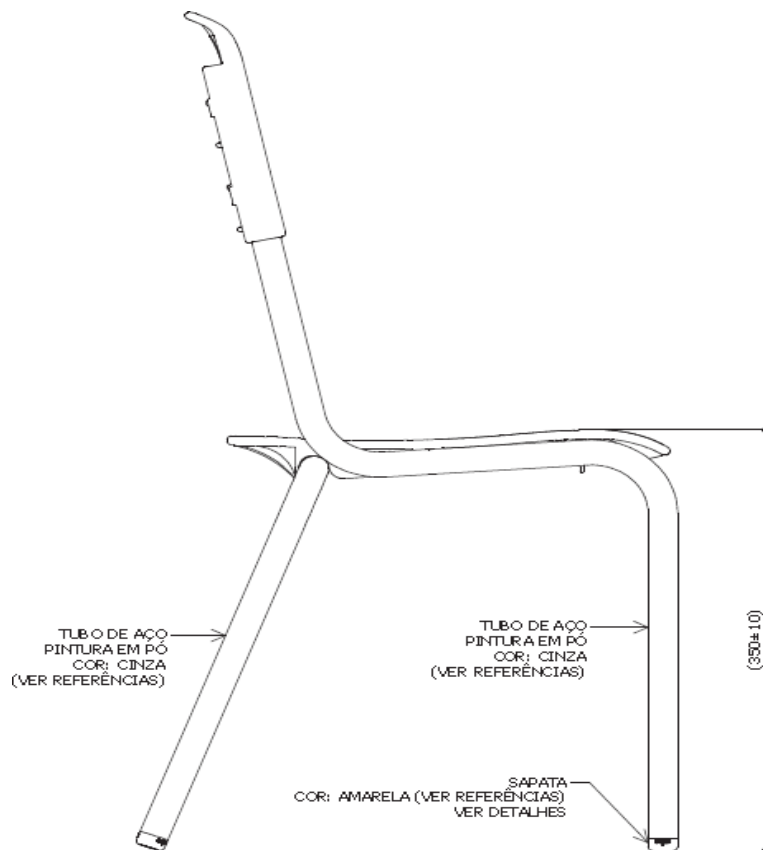 TUBO DE AÇO
PINTURA EM PÓ
COR: CINZA
(VER REFERÊNCIAS)
TUBO DE AÇO
PINTURA EM PÓ
COR: CINZA
(VER REFERÊNCIAS)
(350±10)
SAPATA
COR: AMARELA (VER REFERÊNCIAS)
VER DETALHES